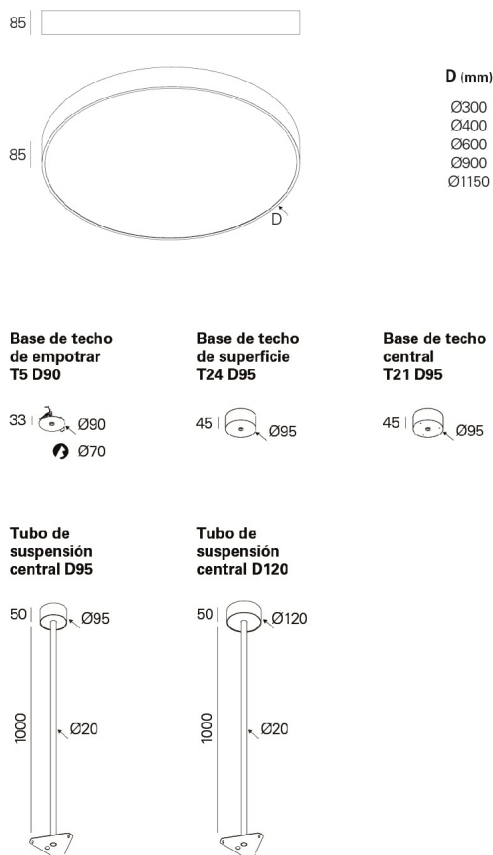 85
85
D
D (mm)
Ø300
Ø400
Ø600
Ø900
Ø1150
Base de techo
de empotrar
T5 D90
33
Ø90
Ø70
Base de techo
de superficie
T24 D95
45
Ø95
Base de techo
central
T21 D95
45
Ø95
Tubo de
suspensión
central D95
50
Ø95
1000
Ø20
Tubo de
suspensión
central D120
50
Ø120
1000
Ø20